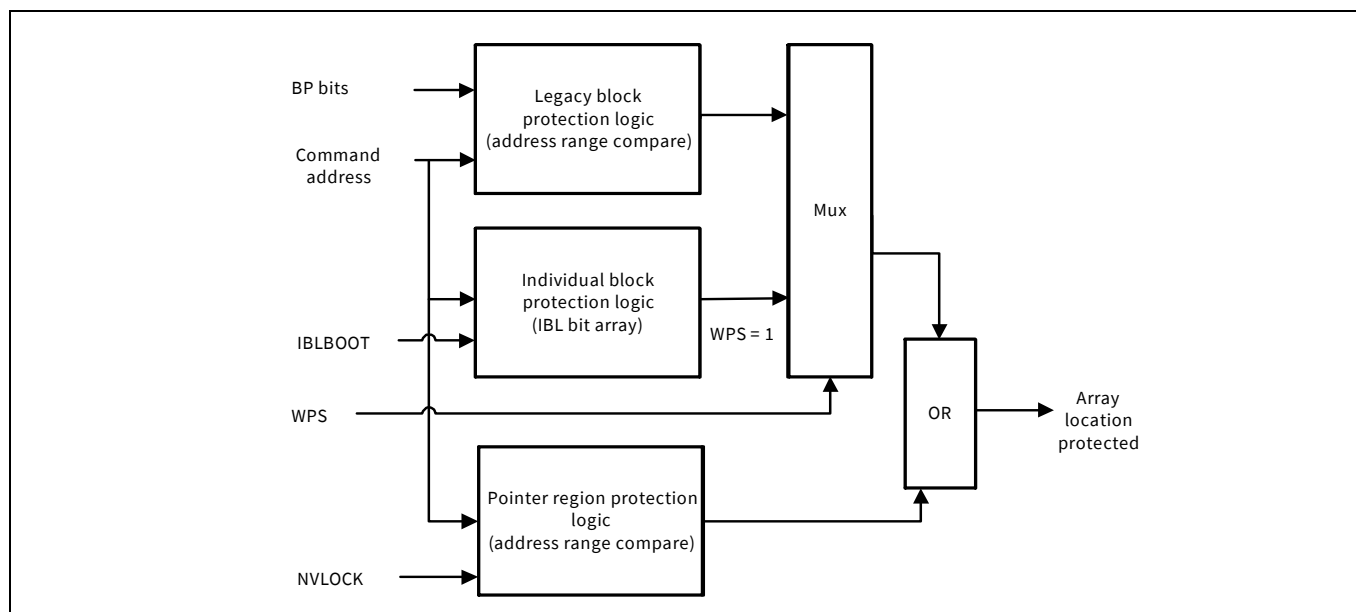 BP bits
Command
address
Legacy block
protection logic
(address range compare)
Mux
Individual block
protection logic
(IBL bit array)
WPS = 1
IBLBOOT
WPS
OR
Array
location
protected
Pointer region protection
logic
(address range compare)
NVLOCK